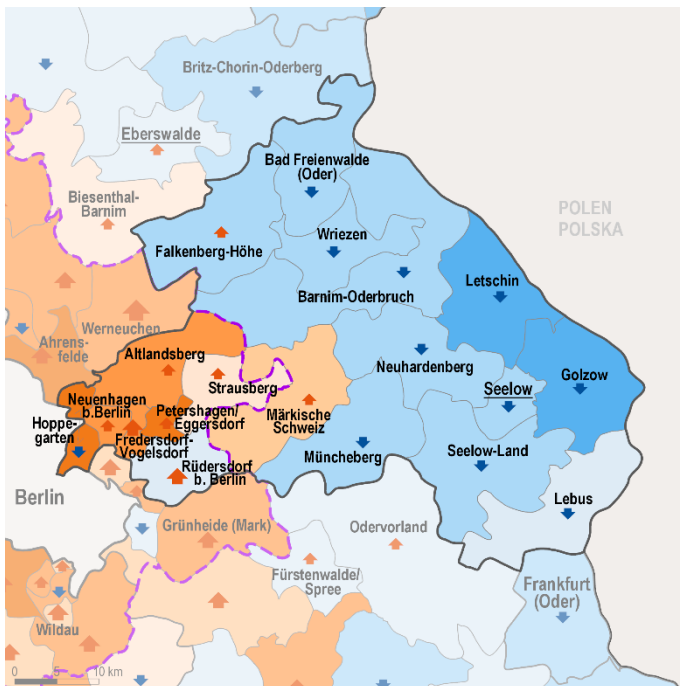 Britz-Chorin-Oderberg
Eberswalde
Bad Freienwalde
(Oder)
Biesenthal-
Barnim
POLEN
POLSKA
Wriezen
Falkenberg-Höhe
Letschin
Barnim-Oderbruch
Werneuchen
Ahrens-
felde
Altlandsberg
Neuhardenberg
Golzow
Strausberg
Seelow
Neuenhagen
b.Berlin
Petershagen/
Eggersdorf
Märkische
Schweiz
Hoppe-
garten
Fredersdorf-
Vogelsdorf
Müncheberg
Seelow-Land
Rüdersdorf
b. Berlin
Berlin
Lebus
Grünheide (Mark)
Odervorland
Fürstenwalde/
Spree
Frankfurt
(Oder)
Wildau
0 5 10 km